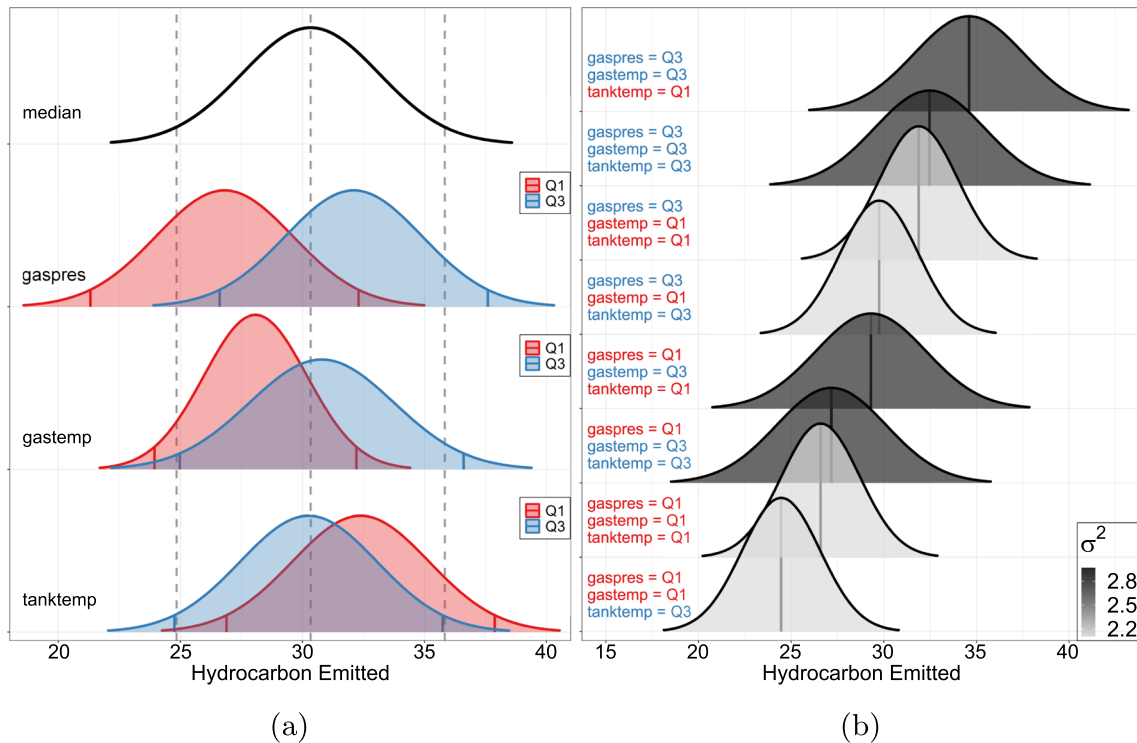 median
Q1
Q3
gaspres
Q1
Q3
gastemp
Q1
Q3
tanktemp
20 25 30 35 40
Hydrocarbon Emitted
(a)
gaspres = Q3
gastemp = Q3
tanktemp = Q1
gaspres = Q3
gastemp = Q3
tanktemp = Q3
gaspres = Q3
gastemp = Q1
tanktemp = Q1
gaspres = Q3
gastemp = Q1
tanktemp = Q3
gaspres = Q1
gastemp = Q3
tanktemp = Q1
gaspres = Q1
gastemp = Q3
tanktemp = Q3
gaspres = Q1
gastemp = Q1
tanktemp = Q1
gaspres = Q1
gastemp = Q1
tanktemp = Q3
σ²
2.8
2.5
2.2
15 20 25 30 35 40
Hydrocarbon Emitted
(b)